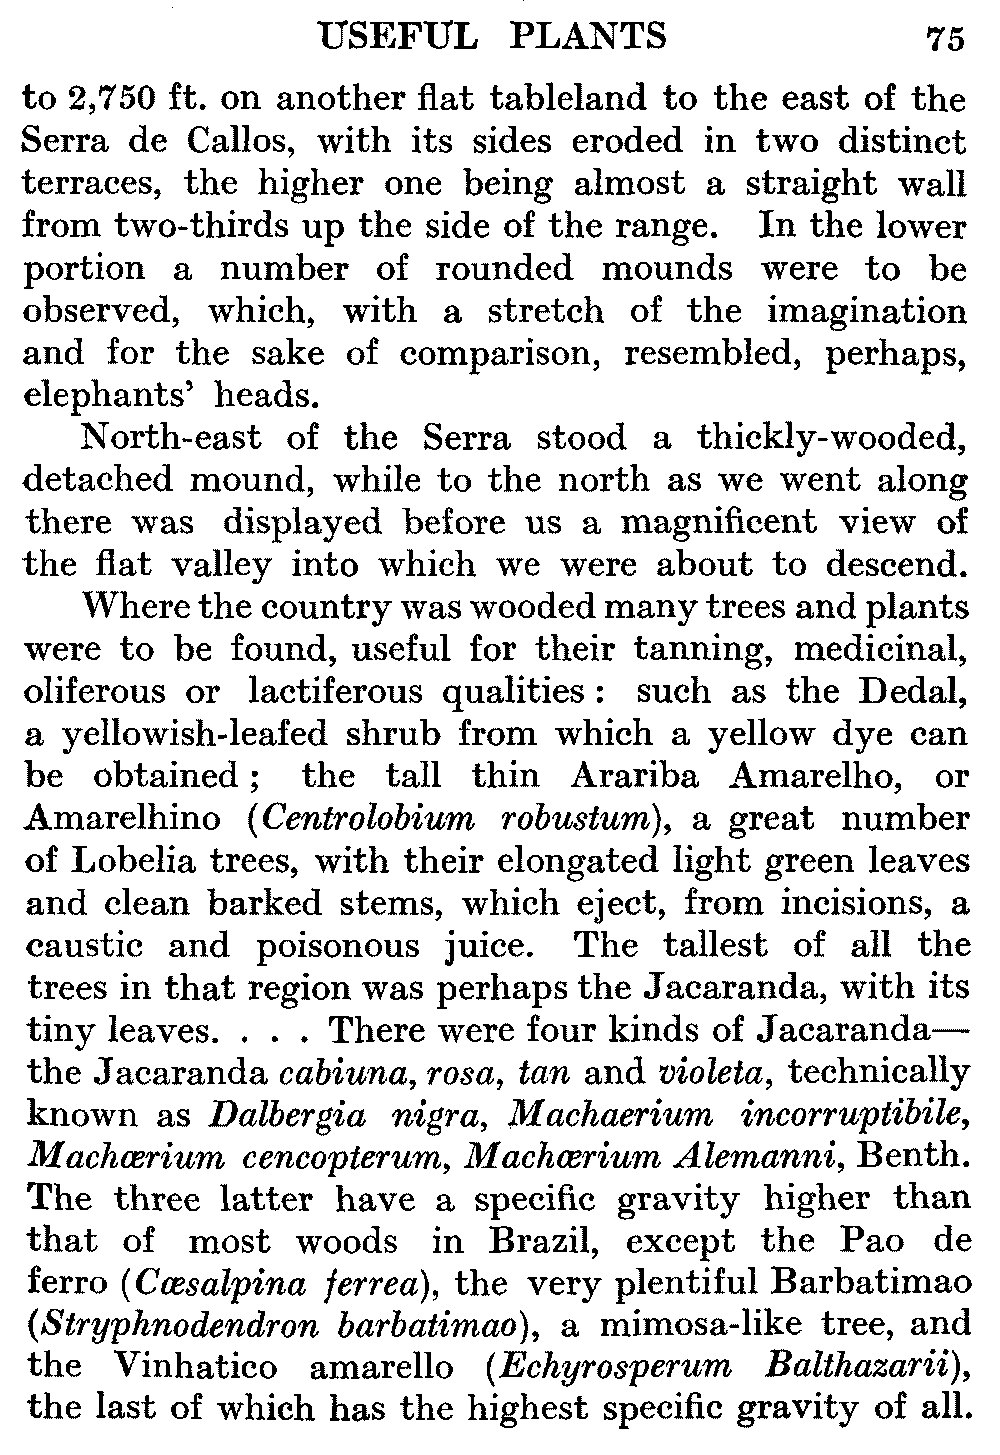 USEFUL PLANTS 75
to 2,750 ft. on another flat tableland to the east of the
Serra de Callos, with its sides eroded in two distinct
terraces, the higher one being almost a straight wall
from two-thirds up the side of the range. In the lower
portion a number of rounded mounds were to be
observed, which, with a stretch of the imagination
and for the sake of comparison, resembled, perhaps,
elephants' heads.
North-east of the Serra stood a thickly-wooded,
detached mound, while to the north as we went along
there was displayed before us a magnificent view of
the flat valley into which we were about to descend.
Where the country was wooded many trees and plants
were to be found, useful for their tanning, medicinal,
oliferous or lactiferous qualities : such as the Dedal,
a yellowish-leafed shrub from which a yellow dye can
be obtained ; the tall thin Arariba Amarelho, or
Amarelhino (Centrolobium robustum), a great number
of Lobelia trees, with their elongated light green leaves
and clean barked stems, which eject, from incisions, a
caustic and poisonous juice. The tallest of all the
trees in that region was perhaps the Jacaranda, with its
tiny leaves. . . . There were four kinds of Jacaranda—
the Jacaranda cabiuna, rosa, tan and violeta, technically
known as Dalbergia nigra, Machaerium incorruptibile,
Machœrium cencopterum, Machœrium Alemanni, Benth.
The three latter have a specific gravity higher than
that of most woods in Brazil, except the Pao de
ferro (Cœsalpina ferrea), the very plentiful Barbatimao
(Stryphnodendron barbatimao), a mimosa-like tree, and
the Vinhatico amarello (Echyrosperum Balthazarii),
the last of which has the highest specific gravity of all.